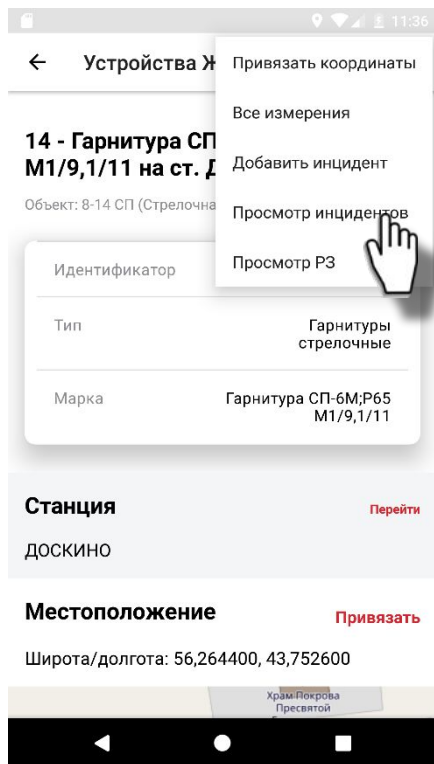 11:36
Устройства Ж
Привязать координаты
Все измерения
Добавить инцидент
Просмотр инцидентов
Просмотр РЗ
14 - Гарнитура СП
М1/9,1/11 на ст. Д
Объект: 8-14 СП (Стрелочна
Идентификатор
Тип
Гарнитуры
стрелочные
Марка
Гарнитура СП-6М;Р65
М1/9,1/11
Станция
Перейти
ДОСКИНО
Местоположение
Привязать
Широта/долгота: 56,264400, 43,752600
Храм Покрова
Пресвятой